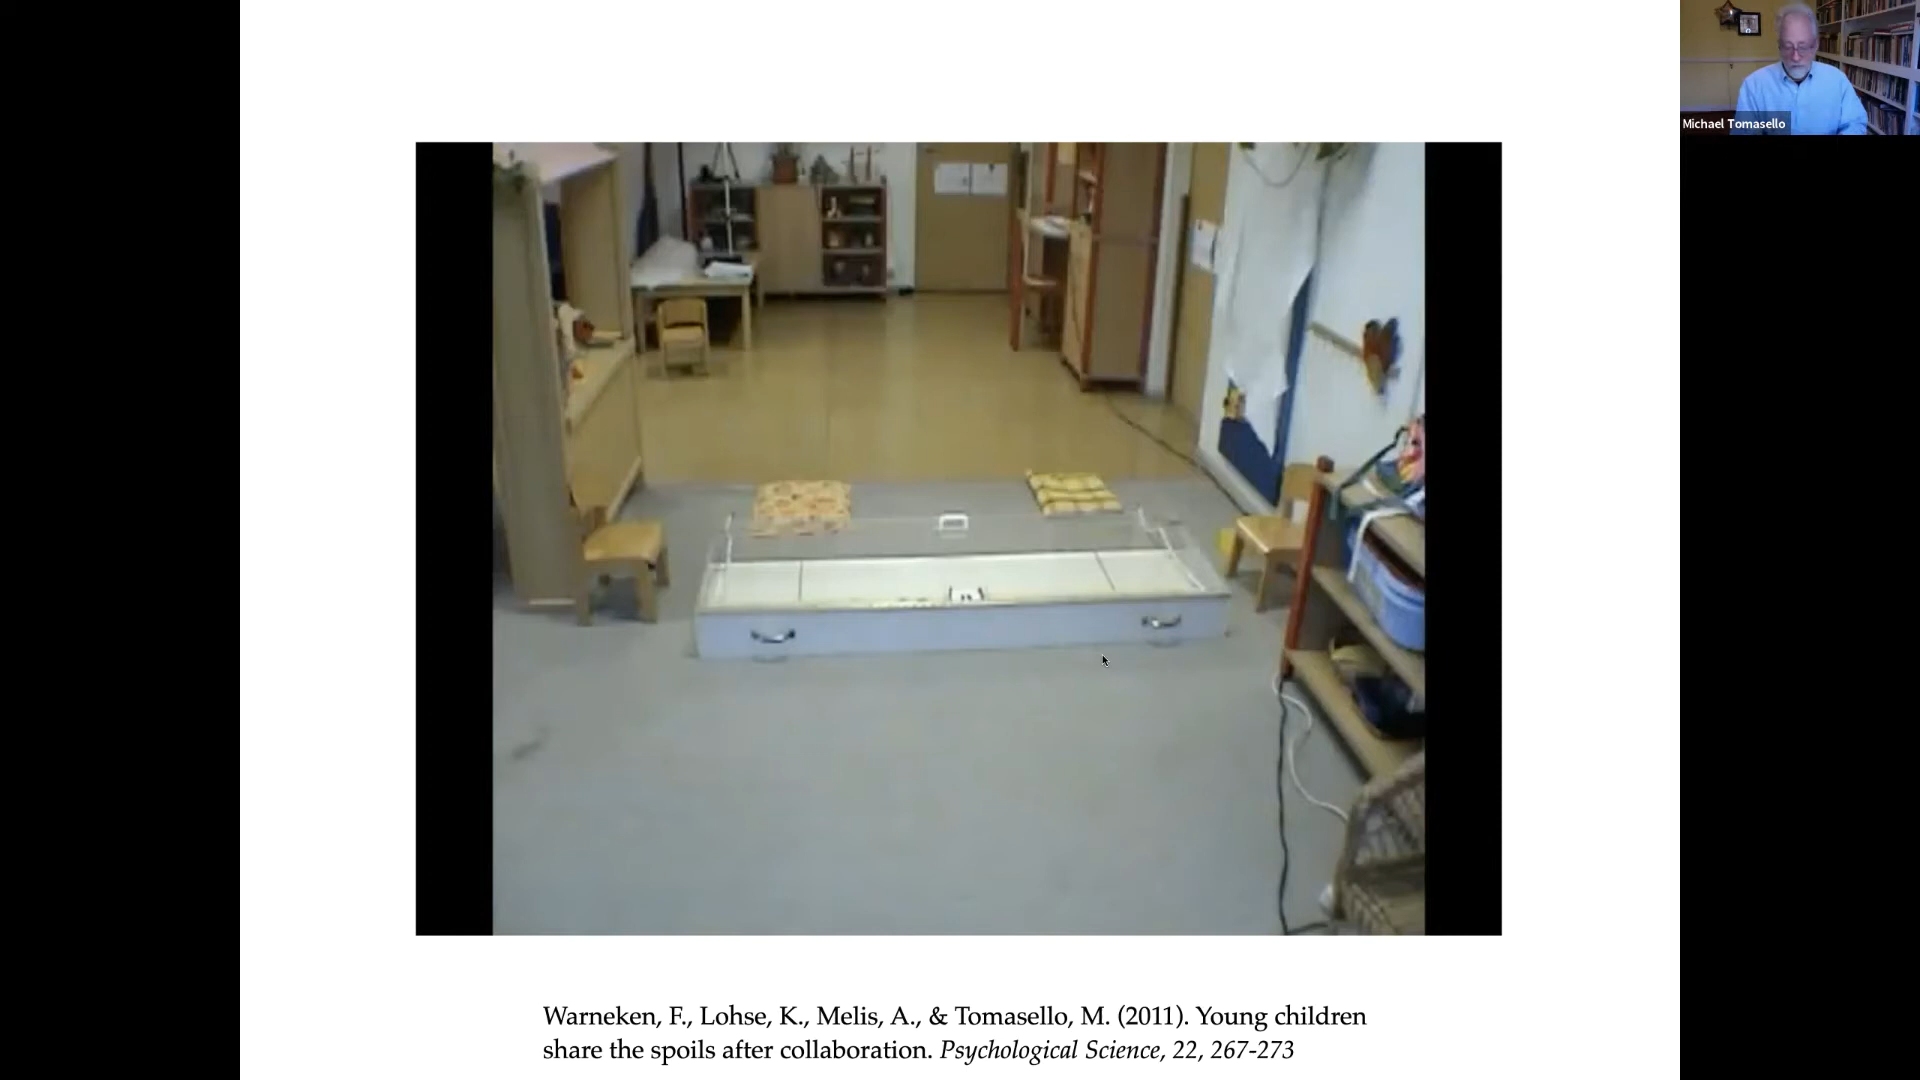 Michael Tomasello
Warneken, F., Lohse, K., Melis, A., & Tomasello, M. (2011). Young children
share the spoils after collaboration. Psychological Science, 22, 267-273